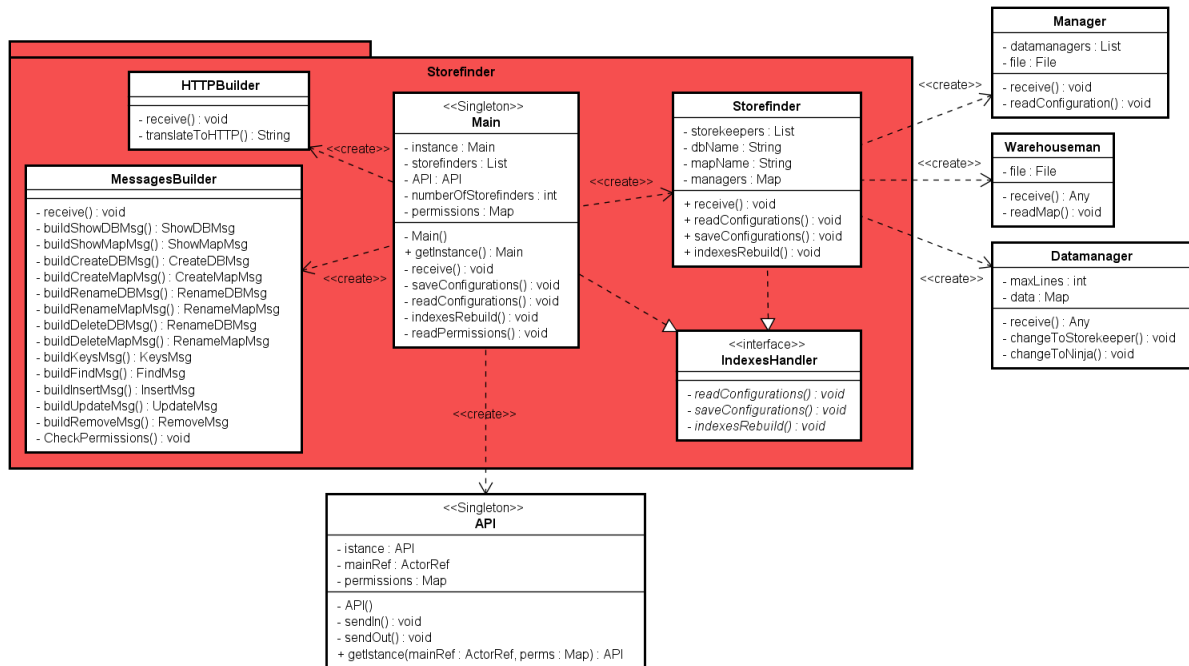 Storefinder
HTTPBuilder
- receive() : void
- translateToHTTP() : String
<<create>>
MessagesBuilder
- receive() : void
- buildShowDBMsg() : ShowDBMsg
- buildShowMapMsg() : ShowMapMsg
- buildCreateDBMsg() : CreateDBMsg
- buildCreateMapMsg() : CreateMapMsg
- buildRenameDBMsg() : RenameDBMsg
- buildRenameMapMsg() : RenameMapMsg
- buildDeleteDBMsg() : RenameDBMsg
- buildDeleteMapMsg() : RenameMapMsg
- buildKeysMsg() : KeysMsg
- buildFindMsg() : FindMsg
- buildInsertMsg() : InsertMsg
- buildUpdateMsg() : UpdateMsg
- buildRemoveMsg() : RemoveMsg
- CheckPermissions() : void
<<create>>
<<Singleton>>
Main
- instance : Main
- storefinders : List
- API : API
- numberOfStorefinders : int
- permissions : Map
- Main()
+ getInstance() : Main
- receive() : void
- saveConfigurations() : void
- readConfigurations() : void
- indexesRebuild() : void
- readPermissions() : void
<<create>>
Storefinder
- storekeepers : List
- dbName : String
- mapName : String
- managers : Map
+ receive() : void
+ readConfigurations() : void
+ saveConfigurations() : void
+ indexesRebuild() : void
<<interface>>
IndexesHandler
- readConfigurations() : void
- saveConfigurations() : void
- indexesRebuild() : void
<<create>>
Manager
- datamanagers : List
- file : File
- receive() : void
- readConfiguration() : void
<<create>>
Warehouseman
- file : File
- receive() : Any
- readMap() : void
<<create>>
Datamanager
- maxLines : int
- data : Map
- receive() : Any
- changeToStorekeeper() : void
- changeToNinja() : void
<<create>>
<<Singleton>>
API
- istance : API
- mainRef : ActorRef
- permissions : Map
- API()
- sendIn() : void
- sendOut() : void
+ getIstance(mainRef : ActorRef, perms : Map) : API